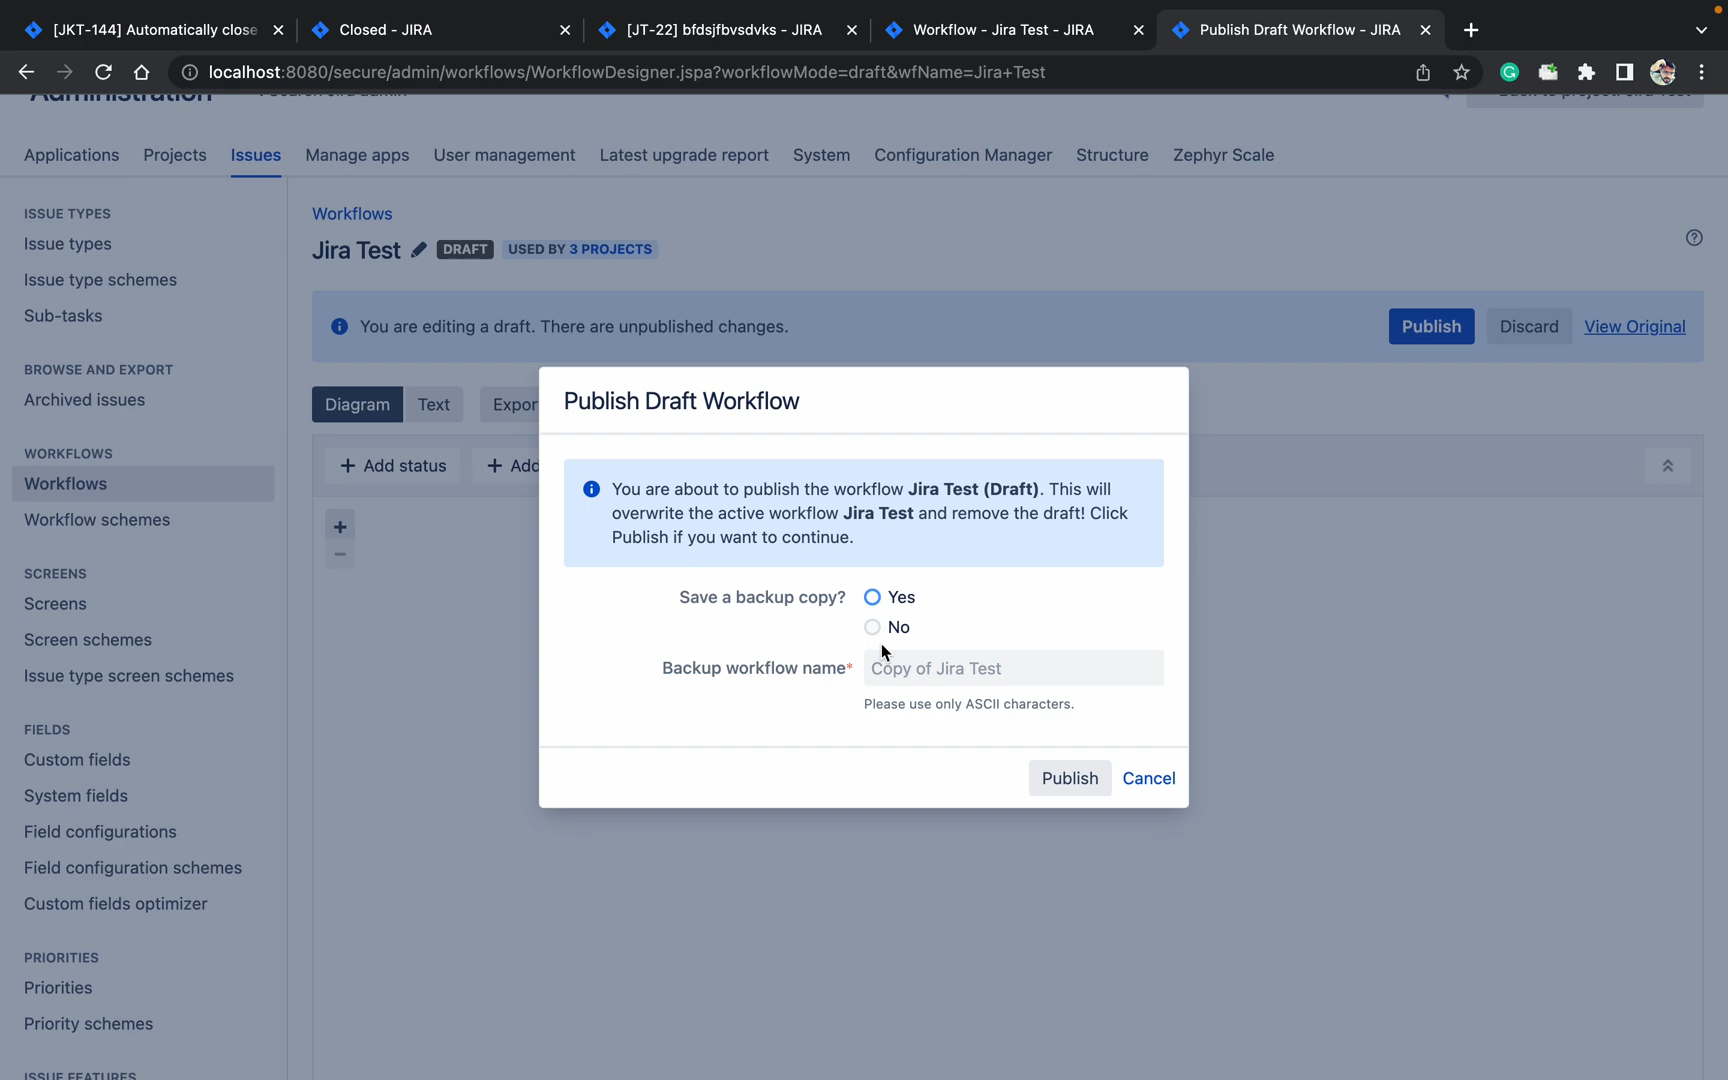 [JKT-144] Automatically close
Closed - JIRA
[JT-22] bfdsjfbvsdvks - JIRA
Workflow - Jira Test - JIRA
Publish Draft Workflow - JIRA
localhost:8080/secure/admin/workflows/WorkflowDesigner.jspa?workflowMode=draft&wfName=Jira+Test
Administration
Search Jira admin
Back to project: Jira Test
Applications Projects Issues Manage apps User management Latest upgrade report System Configuration Manager Structure Zephyr Scale
ISSUE TYPES
Issue types
Issue type schemes
Sub-tasks
BROWSE AND EXPORT
Archived issues
WORKFLOWS
Workflows
Workflow schemes
SCREENS
Screens
Screen schemes
Issue type screen schemes
FIELDS
Custom fields
System fields
Field configurations
Field configuration schemes
Custom fields optimizer
PRIORITIES
Priorities
Priority schemes
ISSUE FEATURES
Workflows
Jira Test DRAFT USED BY 3 PROJECTS
You are editing a draft. There are unpublished changes. Publish Discard View Original
Diagram Text Expor
+ Add status + Add
Publish Draft Workflow
You are about to publish the workflow Jira Test (Draft). This will
overwrite the active workflow Jira Test and remove the draft! Click
Publish if you want to continue.
Save a backup copy? Yes
No
Backup workflow name* Copy of Jira Test
Please use only ASCII characters.
Publish Cancel